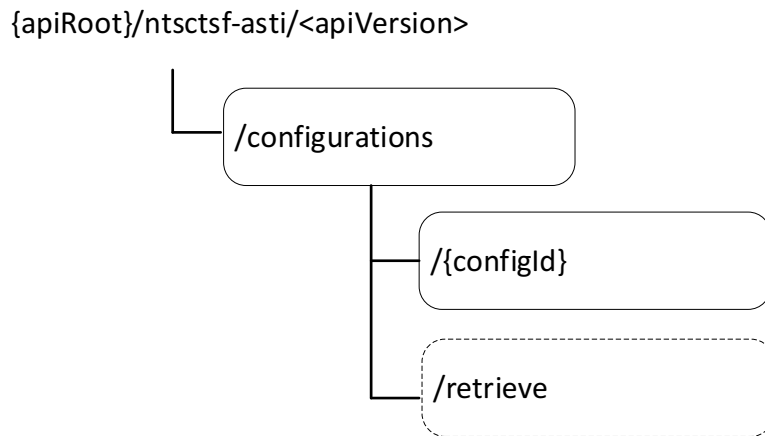 {apiRoot}/ntsctsf-asti/<apiVersion>
/configurations
/{configId}
/retrieve